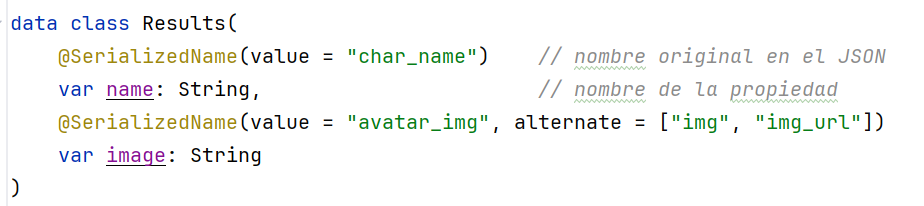 data class Results(
    @SerializedName(value = "char_name")    // nombre original en el JSON
    var name: String,                       // nombre de la propiedad
    @SerializedName(value = "avatar_img", alternate = ["img", "img_url"])
    var image: String
)